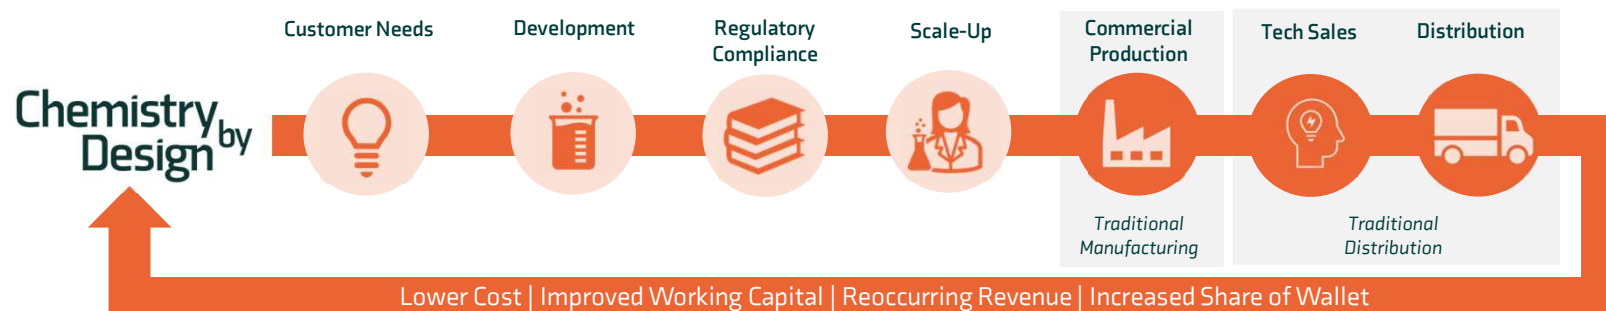 Customer Needs
Development
Regulatory
Compliance
Scale-Up
Commercial
Production
Tech Sales
Distribution
Chemistry
by
Design
Traditional
Manufacturing
Traditional
Distribution
Lower Cost | Improved Working Capital | Reoccurring Revenue | Increased Share of Wallet